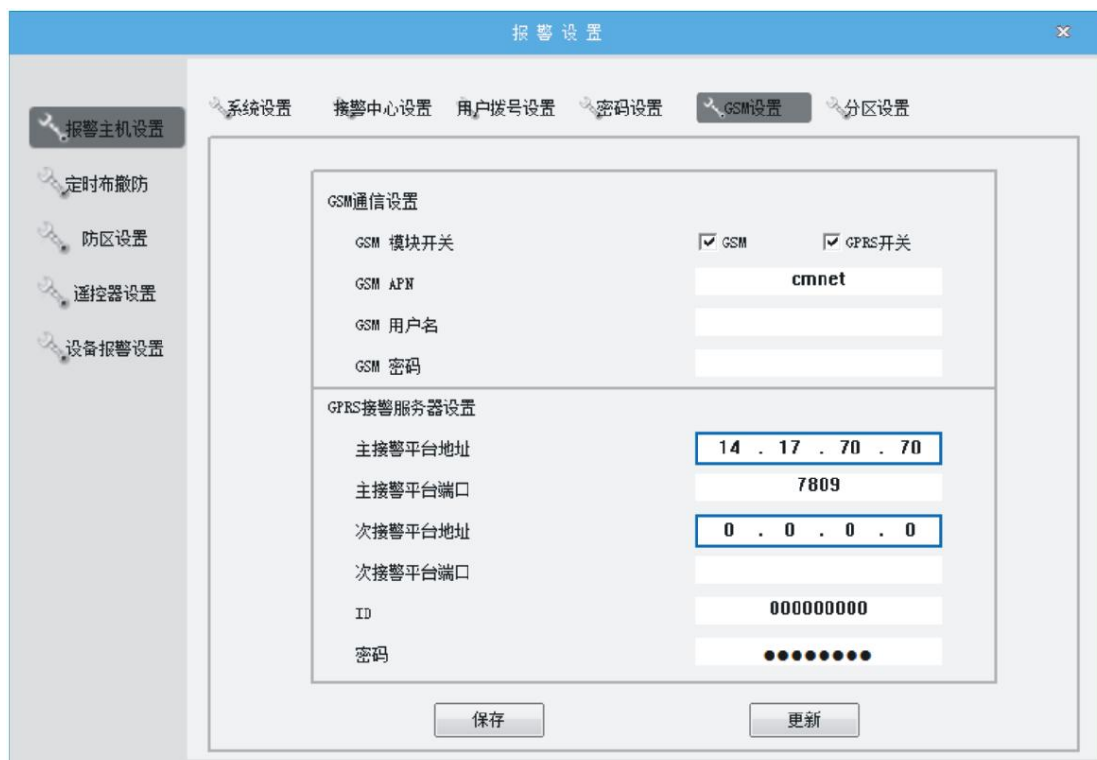 报警设置
系统设置 接警中心设置 用户拨号设置 密码设置 GSM设置 分区设置
报警主机设置
定时布撤防
防区设置
遥控器设置
设备报警设置
GSM通信设置
GSM 模块开关 GSM GPRS开关
GSM APN cmnet
GSM 用户名
GSM 密码
GPRS接警服务器设置
主接警平台地址 14 . 17 . 70 . 70
主接警平台端口 7809
次接警平台地址 0 . 0 . 0 . 0
次接警平台端口
ID 000000000
密码 ●●●●●●●●
保存 更新